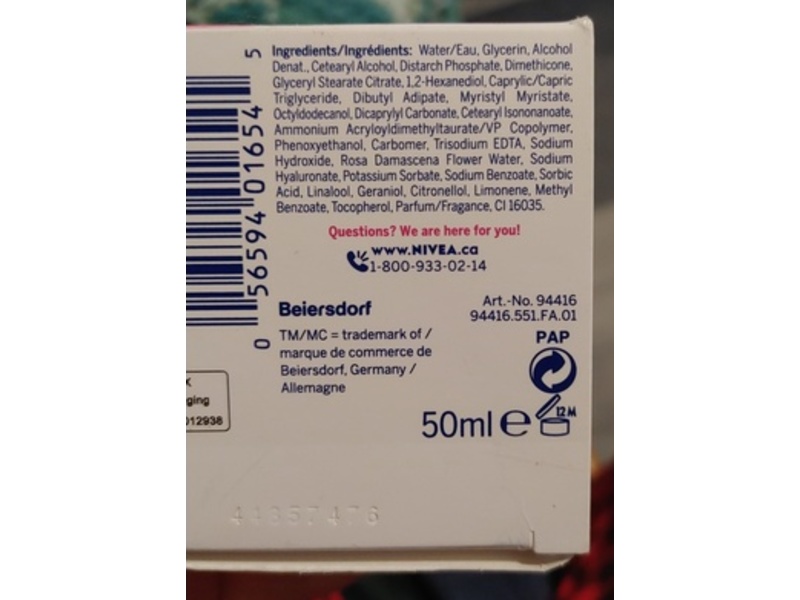 Ingredients/Ingrédients: Water/Eau, Glycerin, Alcohol
Denat., Cetearyl Alcohol, Distarch Phosphate, Dimethicone,
Glyceryl Stearate Citrate, 1,2-Hexanediol, Caprylic/Capric
Triglyceride, Dibutyl Adipate, Myristyl Myristate,
Octyldodecanol, Dicaprylyl Carbonate, Cetearyl Isononanoate,
Ammonium Acryloyldimethyltaurate/VP Copolymer,
Phenoxyethanol, Carbomer, Trisodium EDTA, Sodium
Hydroxide, Rosa Damascena Flower Water, Sodium
Hyaluronate, Potassium Sorbate, Sodium Benzoate, Sorbic
Acid, Linalool, Geraniol, Citronellol, Limonene, Methyl
Benzoate, Tocopherol, Parfum/Fragance, CI 16035.
Questions? We are here for you!
www.NIVEA.ca
1-800-933-02-14
0 56594 01654 5
Beiersdorf
TM/MC = trademark of /
marque de commerce de
Beiersdorf, Germany /
Allemagne
Art.-No. 94416
94416.551.FA.01
PAP
50ml e
12 M
X
ging
012938
44357476